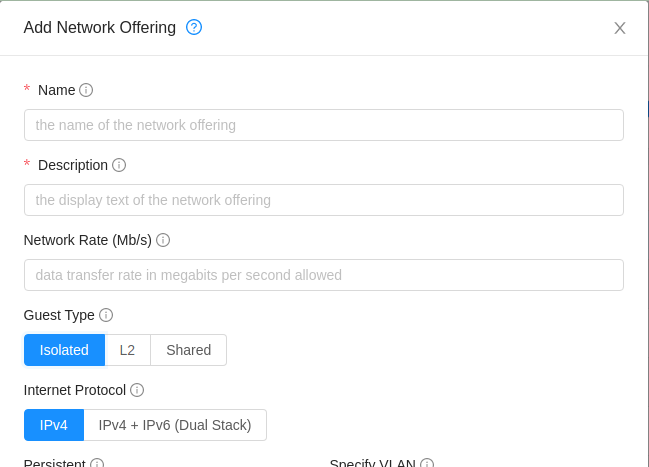 Add Network Offering
* Name
the name of the network offering
* Description
the display text of the network offering
Network Rate (Mb/s)
data transfer rate in megabits per second allowed
Guest Type
Isolated L2 Shared
Internet Protocol
IPv4 IPv4 + IPv6 (Dual Stack)
Persistent Specify VLAN